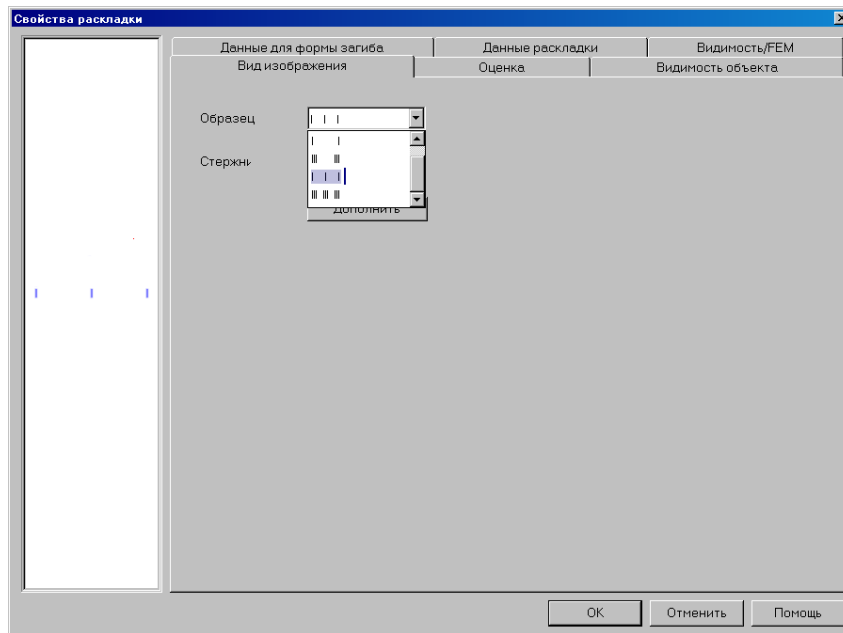 Свойства раскладки
Данные для формы загиба Данные раскладки Видимость/FEM
Вид изображения Оценка Видимость объекта
Образец
Стержни
Дополнить
OK Отменить Помощь